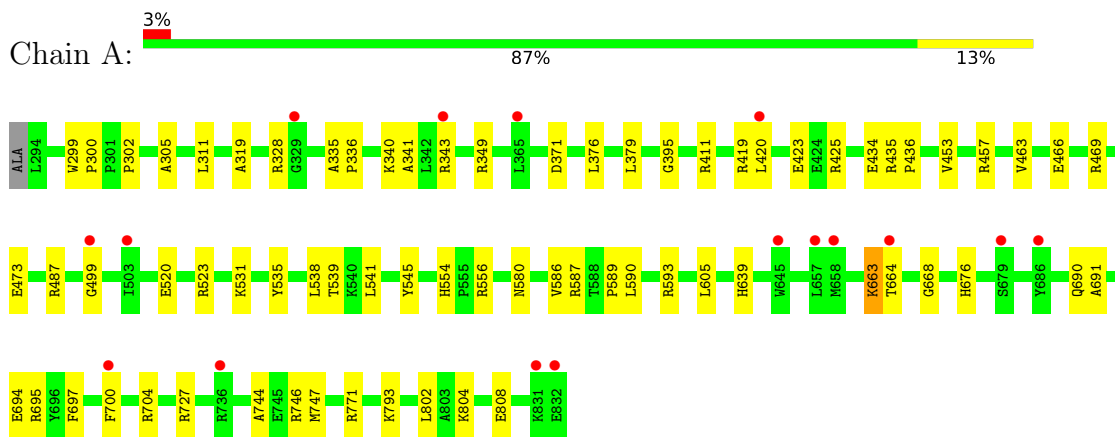 3%
Chain A:
87% 13%
ALA L294 W299 P300 P301 P302 A305 L311 A319 R328 G329 A335 P336 K340 A341 L342 R343 R349 L365 D371 L376 L379 G395 R411 R419 L420 E423 E424 R425 E434 R435 P436 V453 R457 V463 E466 R469
E473 R487 G499 I503 E520 R523 K531 Y535 L538 T539 K540 L541 Y545 H554 P555 R556 N580 V586 R587 T588 P589 L590 R593 L605 H639 W645 L657 M658 K663 T664 G668 H676 S679 Y686 Q690 A691
E694 R695 Y696 F697 F700 R704 R727 R736 A744 E745 R746 M747 R771 K793 L802 A803 K804 E808 K831 E832